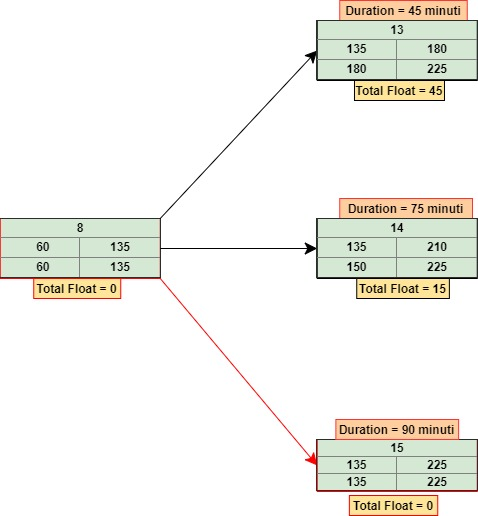 Duration = 45 minuti
13
135 180
180 225
Total Float = 45
Duration = 75 minuti
14
135 210
150 225
Total Float = 15
8
60 135
60 135
Total Float = 0
Duration = 90 minuti
15
135 225
135 225
Total Float = 0